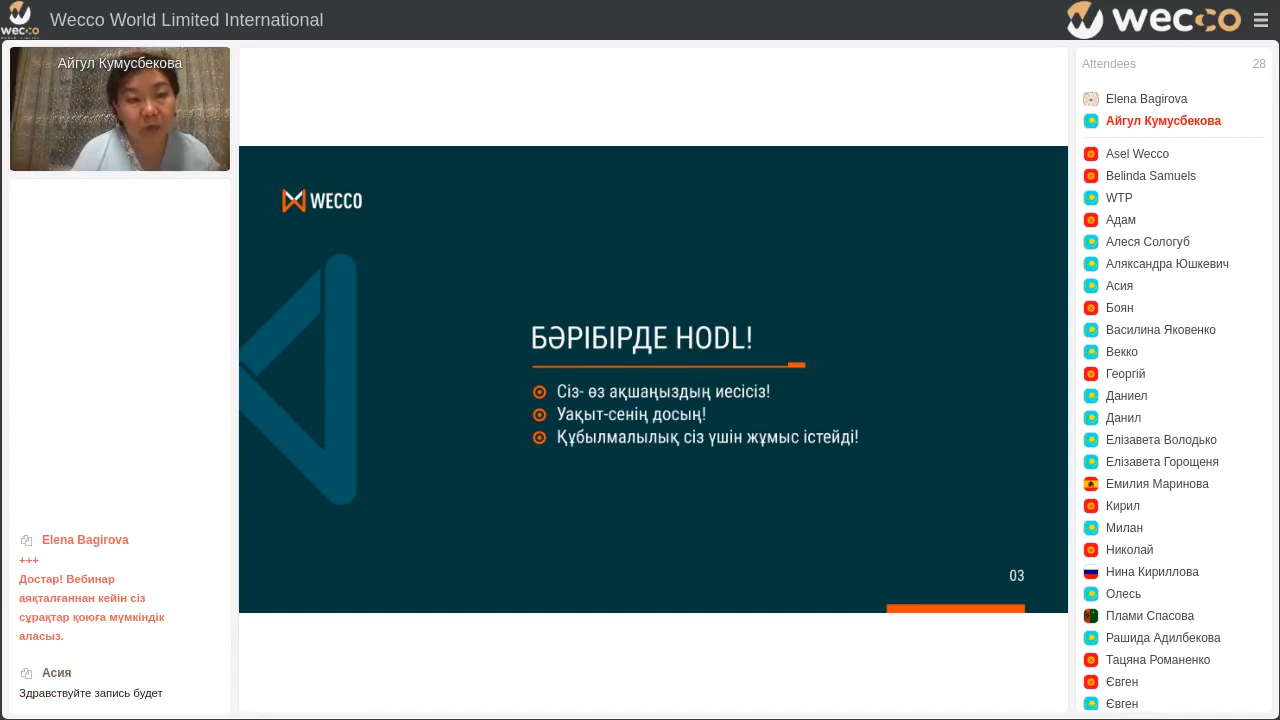 wecco
Wecco World Limited International
wecco
Айгул Кумусбекова
Elena Bagirova
+++
Достар! Вебинар
аяқталғаннан кейін сіз
сұрақтар қоюға мүмкіндік
аласыз.
Асия
Здравствуйте запись будет
WECCO
БӘРІБІРДЕ HODL!
Сіз- өз ақшаңыздың иесісіз!
Уақыт-сенің досың!
Құбылмалылық сіз үшін жұмыс істейді!
03
Attendees 28
Elena Bagirova
Айгул Кумусбекова
Asel Wecco
Belinda Samuels
WTP
Адам
Алеся Сологуб
Аляксандра Юшкевич
Асия
Боян
Василина Яковенко
Векко
Георгій
Даниел
Данил
Елізавета Володько
Елізавета Горощеня
Емилия Маринова
Кирил
Милан
Николай
Нина Кириллова
Олесь
Плами Спасова
Рашида Адилбекова
Тацяна Романенко
Євген
Євген